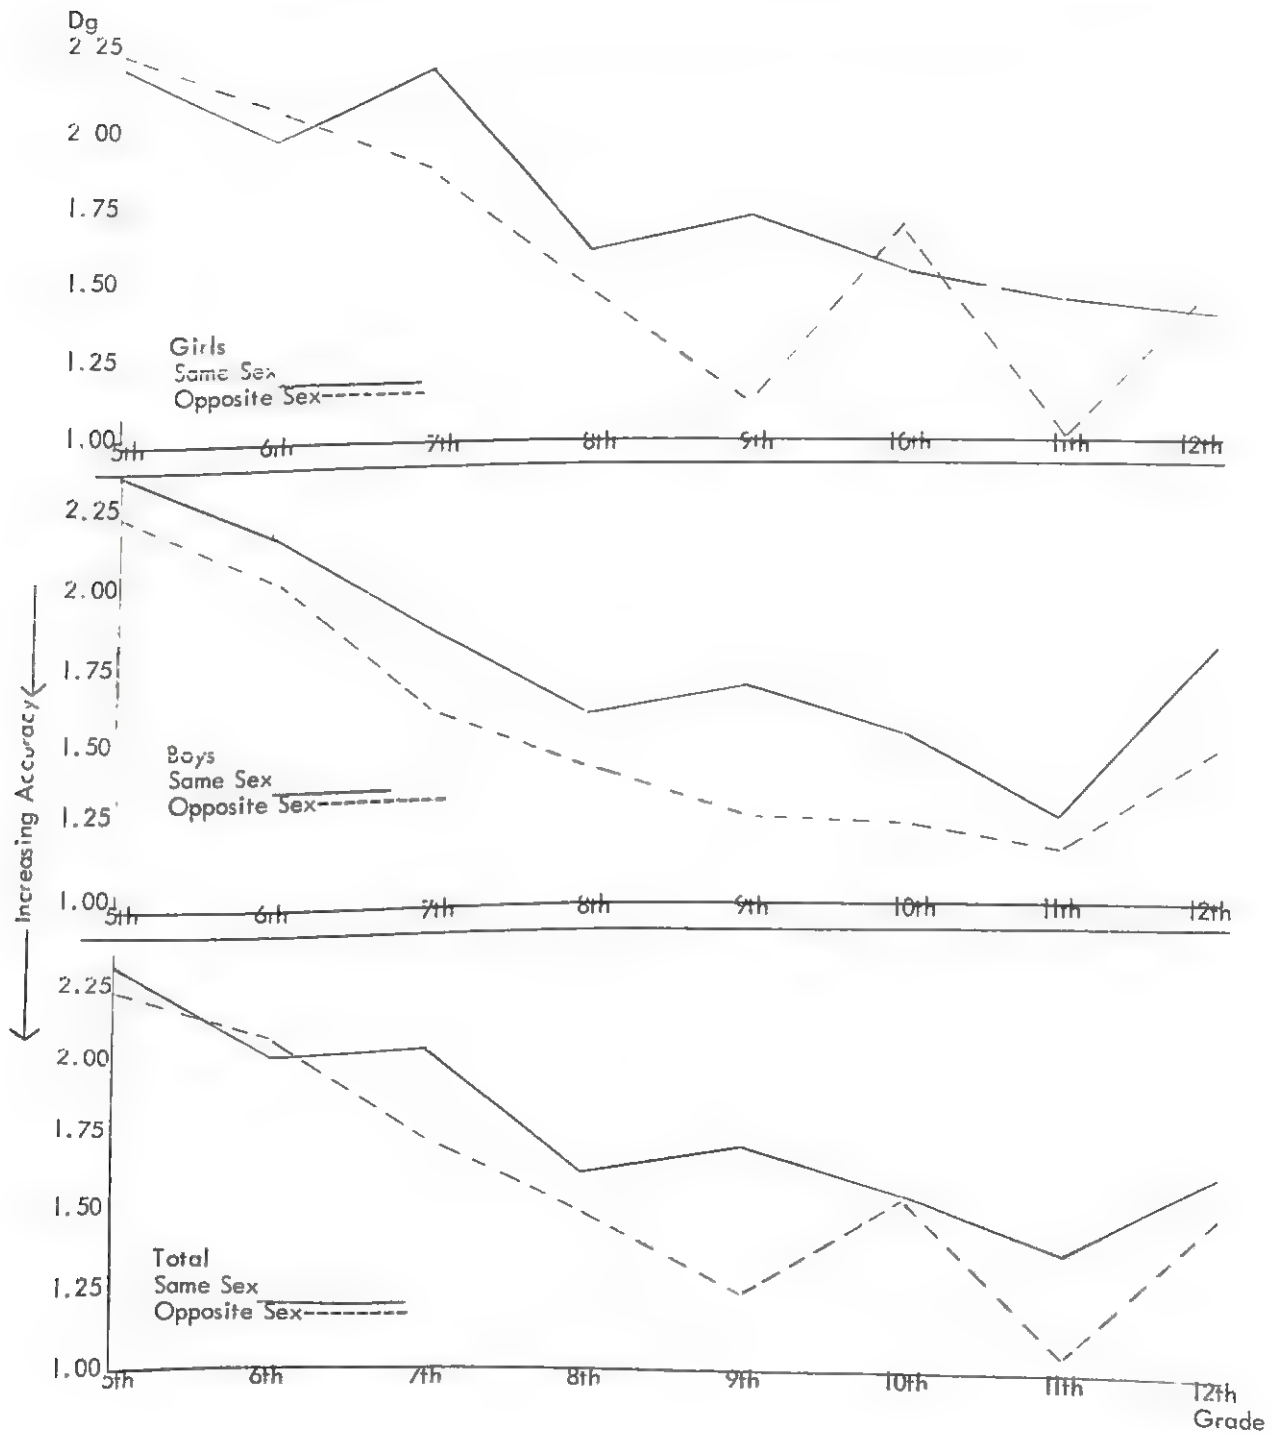 Dg
2 25
2 00
1.75
1.50
1.25
1.00
Girls
Same Sex
Opposite Sex
5th 6th 7th 8th 9th 10th 11th 12th
2.25
2.00
1.75
1.50
1.25
1.00
Boys
Same Sex
Opposite Sex
5th 6th 7th 8th 9th 10th 11th 12th
Increasing Accuracy
2.25
2.00
1.75
1.50
1.25
1.00
Total
Same Sex
Opposite Sex
5th 6th 7th 8th 9th 10th 11th 12th
Grade